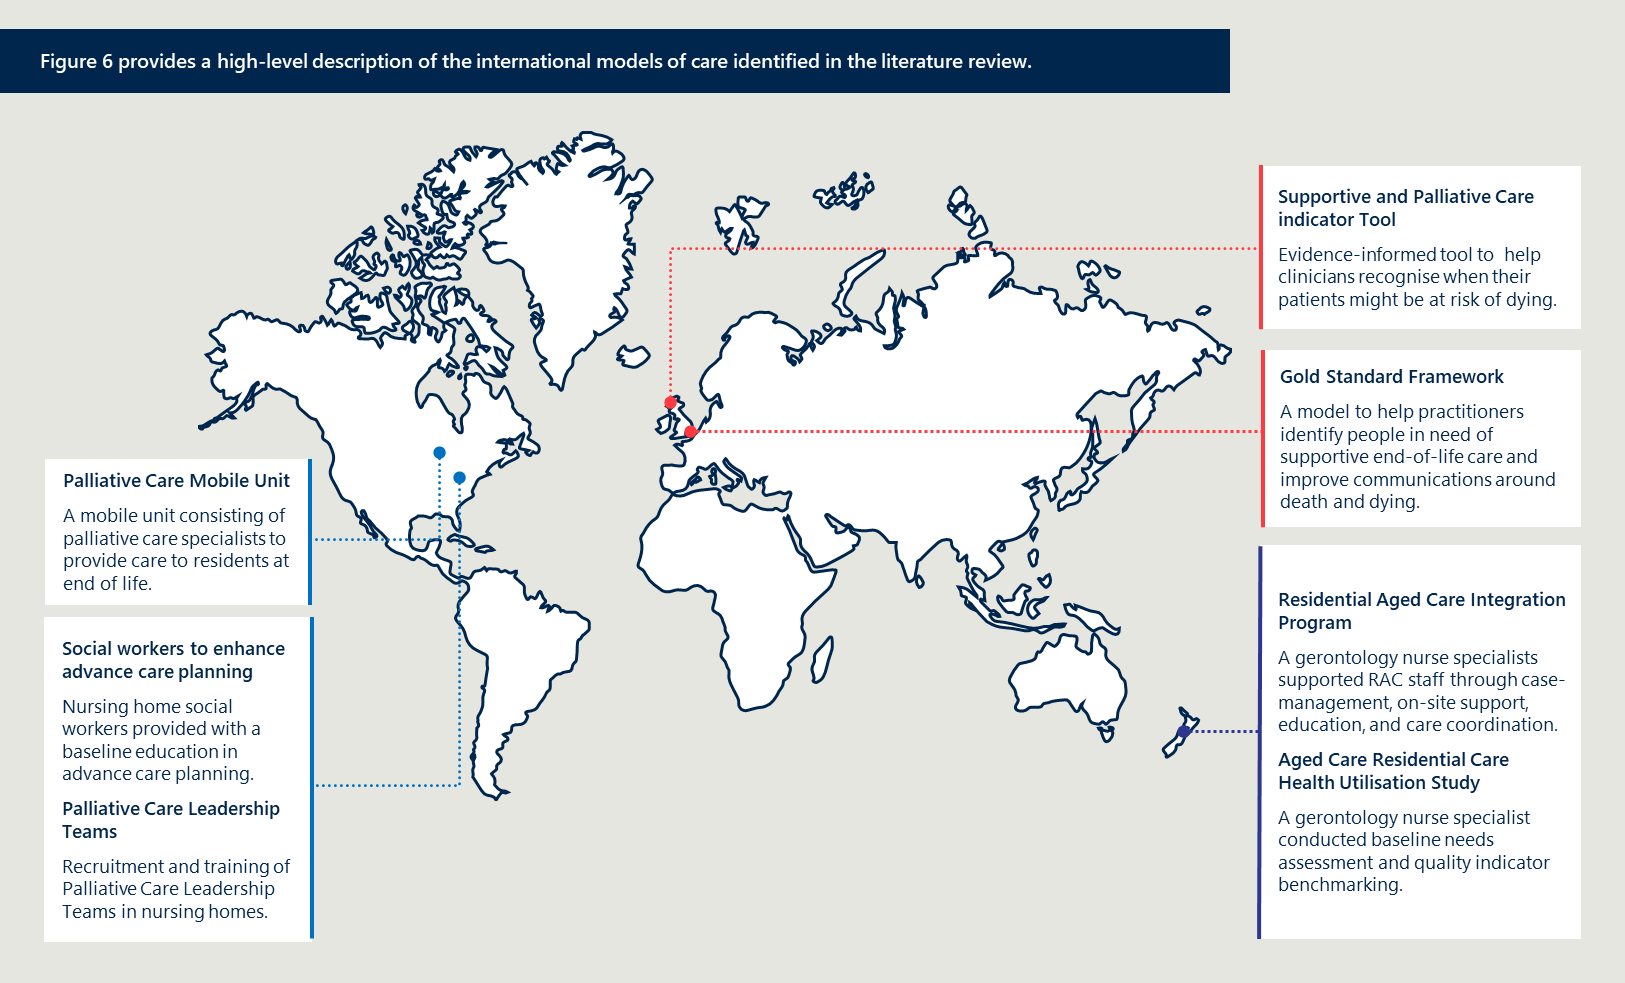 Figure 6 provides a high-level description of the international models of care identified in the literature review.
Supportive and Palliative Care
indicator Tool
Evidence-informed tool to help
clinicians recognise when their
patients might be at risk of dying.
Gold Standard Framework
A model to help practitioners
identify people in need of
supportive end-of-life care and
improve communications around
death and dying.
Palliative Care Mobile Unit
A mobile unit consisting of
palliative care specialists to
provide care to residents at
end of life.
Social workers to enhance
advance care planning
Nursing home social
workers provided with a
baseline education in
advance care planning.
Palliative Care Leadership
Teams
Recruitment and training of
Palliative Care Leadership
Teams in nursing homes.
Residential Aged Care Integration
Program
A gerontology nurse specialists
supported RAC staff through case-
management, on-site support,
education, and care coordination.
Aged Care Residential Care
Health Utilisation Study
A gerontology nurse specialist
conducted baseline needs
assessment and quality indicator
benchmarking.